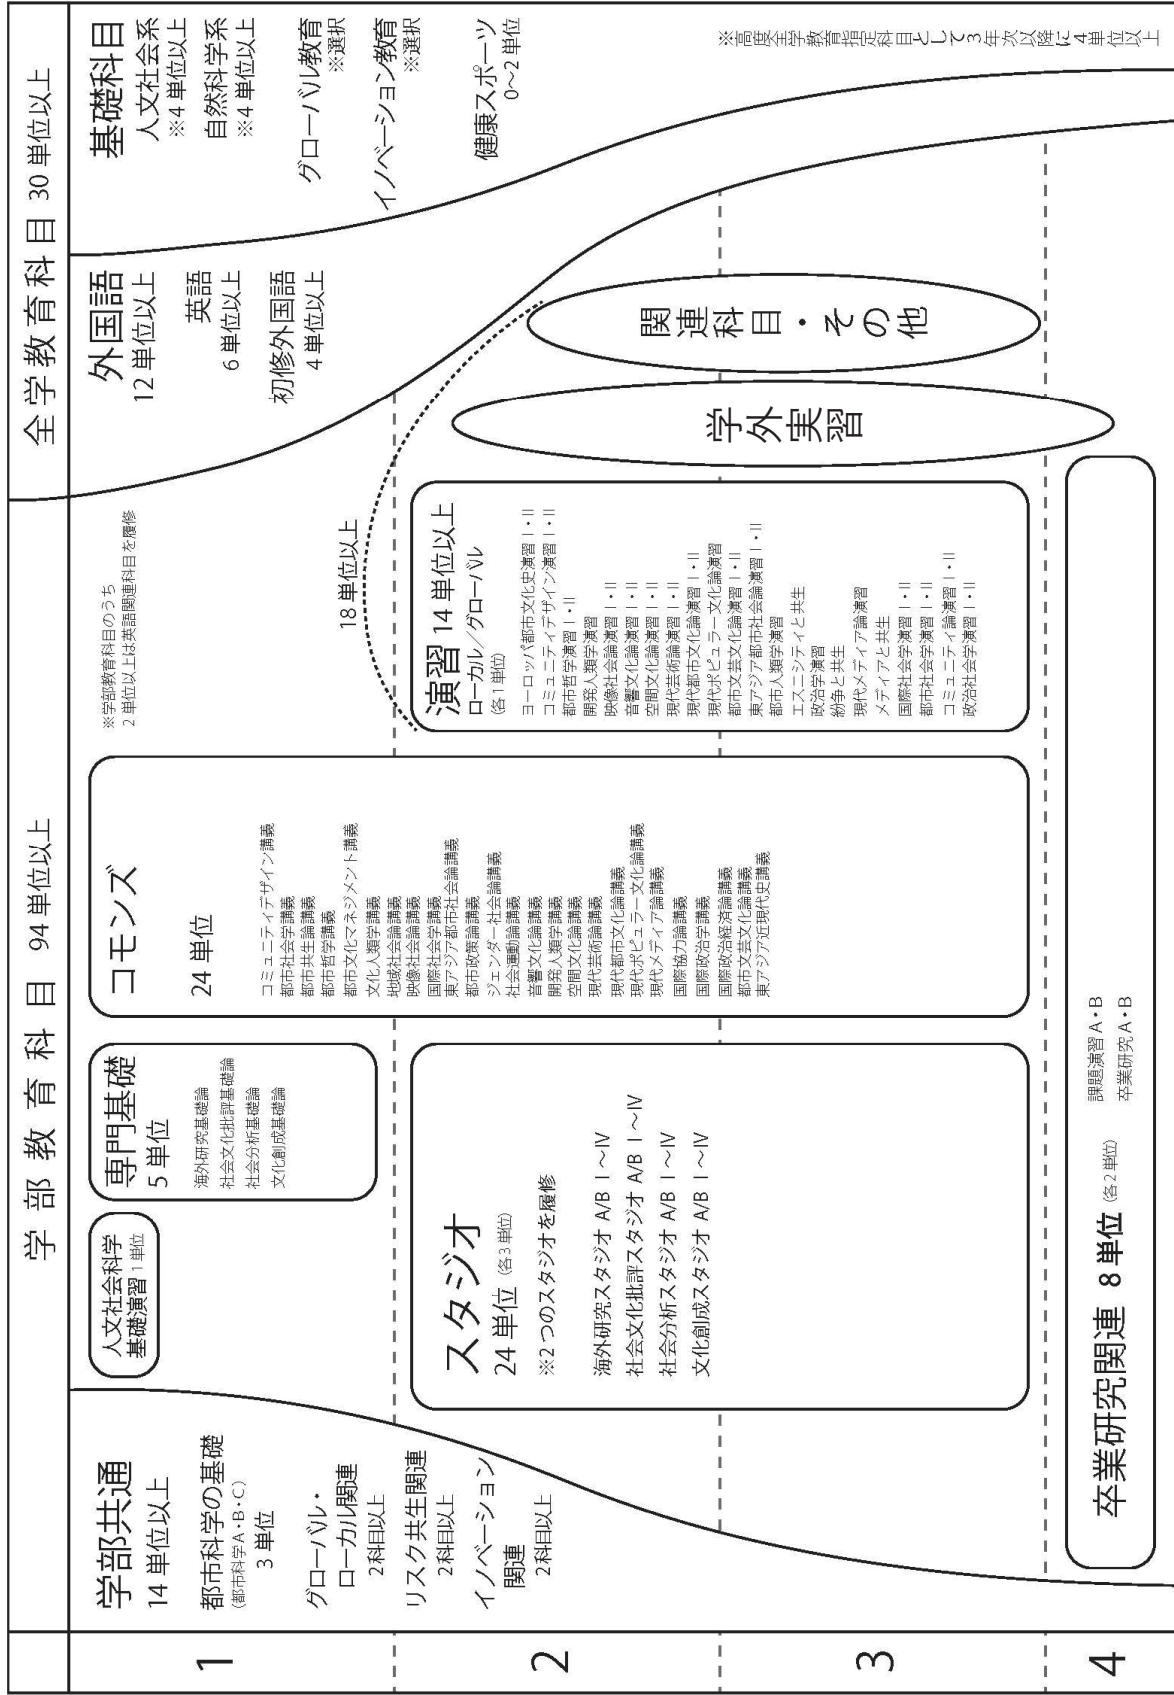 学部教育科目 94単位以上
全学教育科目 30単位以上
1
2
3
4
学部共通
14単位以上
都市科学の基礎
(都市科学A・B・C)
3単位
グローバル・
ローカル関連
2科目以上
リスク共生関連
2科目以上
イノベーション
関連
2科目以上
人文社会科学
基礎演習 1単位
専門基礎
5単位
海外研究基礎論
社会文化批評基礎論
社会分析基礎論
文化創成基礎論
スタジオ
24単位 (各3単位)
※2つのスタジオを履修
海外研究スタジオ A/B I~IV
社会文化批評スタジオ A/B I~IV
社会分析スタジオ A/B I~IV
文化創成スタジオ A/B I~IV
コモンズ
24単位
コミュニティデザイン講義
都市社会学講義
都市共生論講義
都市哲学講義
都市文化マネジメント講義
文化人類学講義
地域社会論講義
映像社会論講義
国際社会学講義
東アジア都市社会論講義
都市政策論講義
ジェンダー社会論講義
社会運動論講義
音響文化論講義
開発人類学講義
空間文化論講義
現代芸術論講義
現代都市文化論講義
現代ポピュラー文化論講義
現代メディア論講義
国際協力論講義
国際政治学講義
国際政治経済論講義
都市文芸文化論講義
東アジア近現代史講義
※学部教育科目のうち
2単位以上は英語関連科目を履修
18単位以上
演習 14単位以上
ローカル/グローバル
(各1単位)
ヨーロッパ都市文化史演習 I・II
コミュニティデザイン演習 I・II
都市哲学演習 I・II
開発人類学演習
映像社会論演習 I・II
音響文化論演習 I・II
空間文化論演習 I・II
現代芸術論演習 I・II
現代都市文化論演習 I・II
現代ポピュラー文化論演習
都市文芸文化論演習 I・II
東アジア都市社会論演習 I・II
都市人類学演習
エスニシティと共生
政治学演習
紛争と共生
現代メディア論演習
メディアと共生
国際社会学演習 I・II
都市社会学演習 I・II
コミュニティ論演習 I・II
政治社会学演習 I・II
学外実習
関連科目・その他
卒業研究関連 8単位 (各2単位)
課題演習 A・B
卒業研究 A・B
外国語
12単位以上
英語
6単位以上
初修外国語
4単位以上
基礎科目
人文社会系
※4単位以上
自然科学系
※4単位以上
グローバル教育
※選択
イノベーション教育
※選択
健康スポーツ
0~2単位
※高度全学教育指定科目として3年次以降に4単位以上